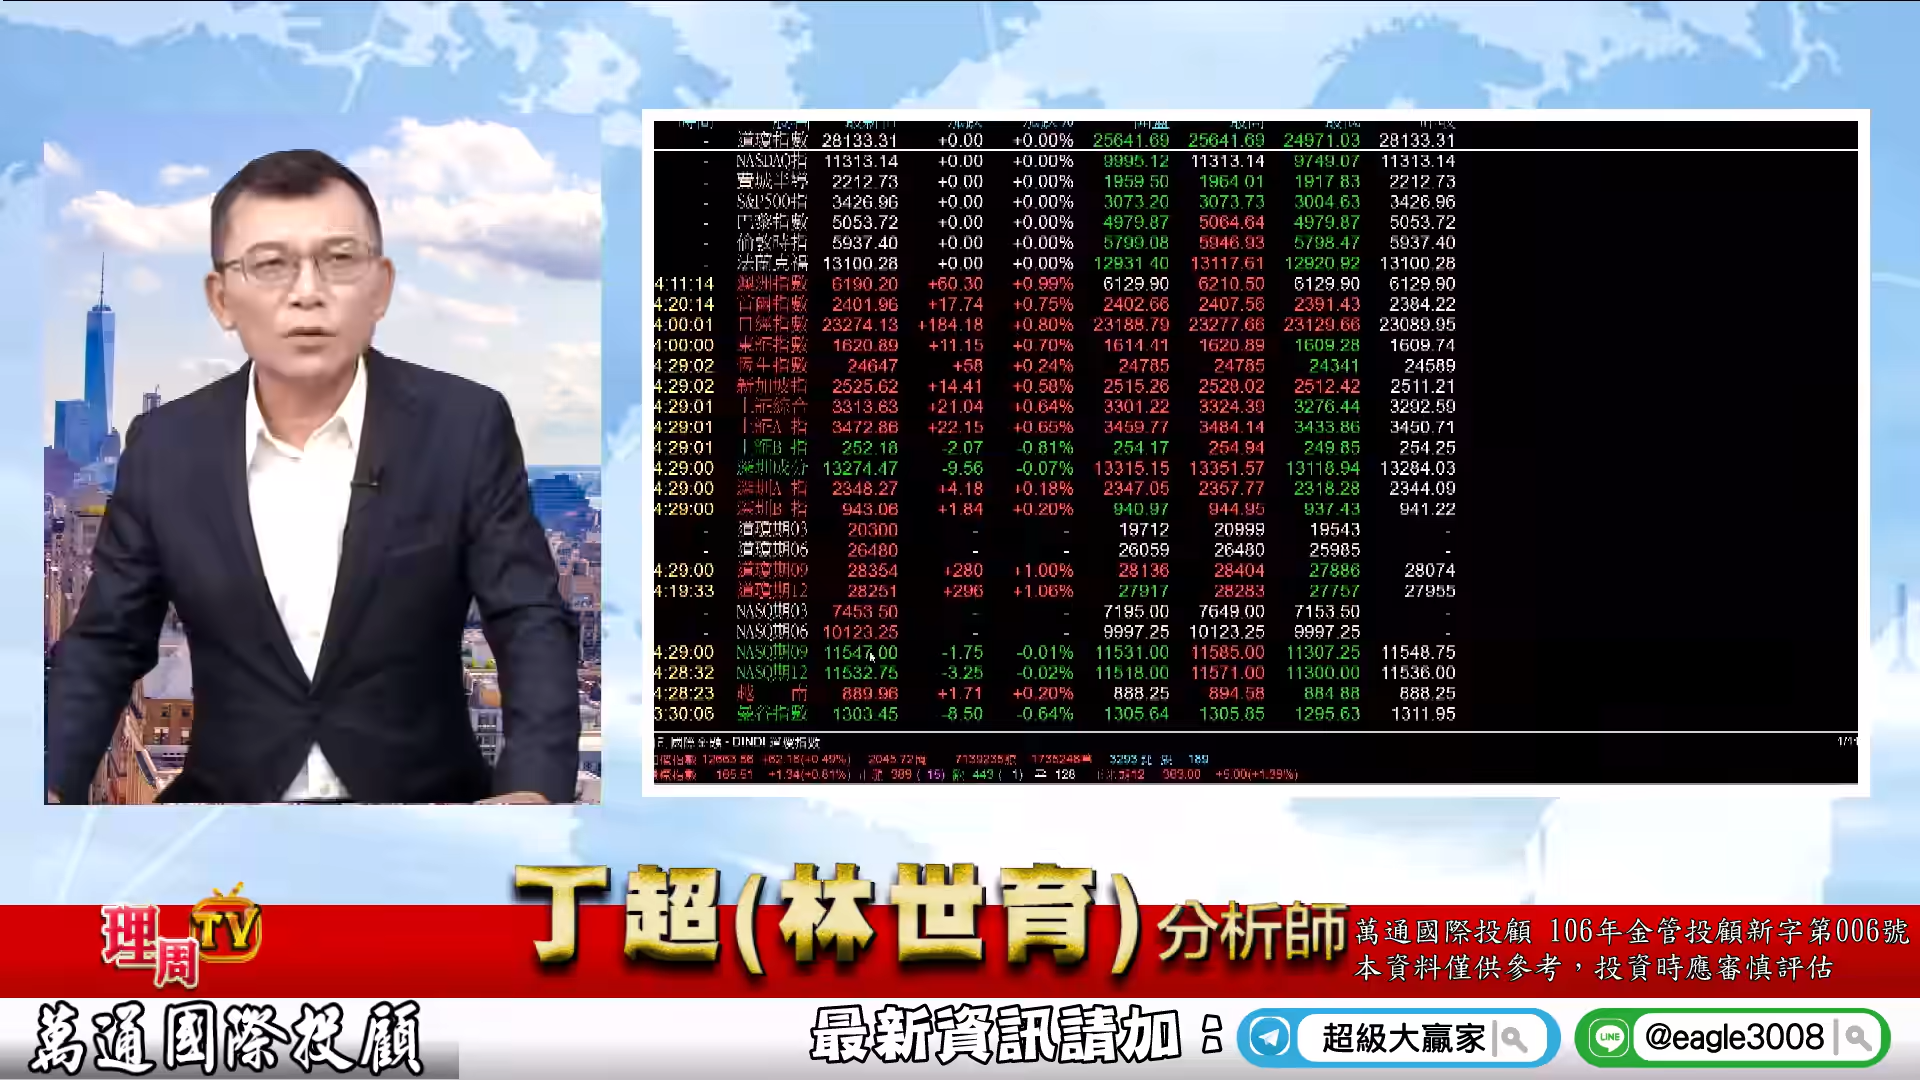 道瓊指數 28133.31 +0.00 +0.00% 25641.69 25641.69 24971.03 28133.31
NASDAQ指 11313.14 +0.00 +0.00% 9995.12 11313.14 9749.07 11313.14
費城半導 2212.73 +0.00 +0.00% 1959.50 1964.01 1917.83 2212.73
S&P500指 3426.96 +0.00 +0.00% 3073.20 3073.73 3004.63 3426.96
巴黎指數 5053.72 +0.00 +0.00% 4979.87 5064.64 4979.87 5053.72
倫敦時指 5937.40 +0.00 +0.00% 5799.08 5946.93 5798.47 5937.40
法蘭克福 13100.28 +0.00 +0.00% 12931.40 13117.61 12920.92 13100.28
4:11:14 澳洲指數 6190.20 +60.30 +0.99% 6129.90 6210.50 6129.90 6129.90
4:20:14 首爾指數 2401.96 +17.74 +0.75% 2402.66 2407.56 2391.43 2384.22
4:00:01 日經指數 23274.13 +184.18 +0.80% 23188.79 23277.66 23129.66 23089.95
4:00:00 東証指數 1620.89 +11.15 +0.70% 1614.41 1620.89 1609.28 1609.74
4:29:02 恆生指數 24647 +58 +0.24% 24785 24785 24341 24589
4:29:02 新加坡指 2525.62 +14.41 +0.58% 2515.26 2528.02 2512.42 2511.21
4:29:01 上証綜合 3313.63 +21.04 +0.64% 3301.22 3324.39 3276.44 3292.59
4:29:01 上証A 指 3472.86 +22.15 +0.65% 3459.77 3484.14 3433.86 3450.71
4:29:01 上証B 指 252.18 -2.07 -0.81% 254.17 254.94 249.85 254.25
4:29:00 深圳成分 13274.47 -9.56 -0.07% 13315.15 13351.57 13118.94 13284.03
4:29:00 深圳A 指 2348.27 +4.18 +0.18% 2347.05 2357.77 2318.28 2344.09
4:29:00 深圳B 指 943.06 +1.84 +0.20% 940.97 944.95 937.43 941.22
- 道瓊期03 20300 - - 19712 20999 19543 -
- 道瓊期06 26480 - - 26059 26480 25985 -
4:29:00 道瓊期09 28354 +280 +1.00% 28136 28404 27886 28074
4:19:33 道瓊期12 28251 +296 +1.06% 27917 28283 27757 27955
- NASQ期03 7453.50 - - 7195.00 7649.00 7153.50 -
- NASQ期06 10123.25 - - 9997.25 10123.25 9997.25 -
4:29:00 NASQ期09 11547.00 -1.75 -0.01% 11531.00 11585.00 11307.25 11548.75
4:28:32 NASQ期12 11532.75 -3.25 -0.02% 11518.00 11571.00 11300.00 11536.00
4:28:23 越 南 889.96 +1.71 +0.20% 888.25 894.58 884.88 888.25
3:30:06 曼谷指數 1303.45 -8.50 -0.64% 1305.64 1305.85 1295.63 1311.95
國際金融 - DINDI 道瓊指數
丁超(林世育)分析師
萬通國際投顧 106年金管投顧新字第006號
本資料僅供參考，投資時應審慎評估
理周TV
萬通國際投顧
最新資訊請加：
超級大贏家
LINE @eagle3008